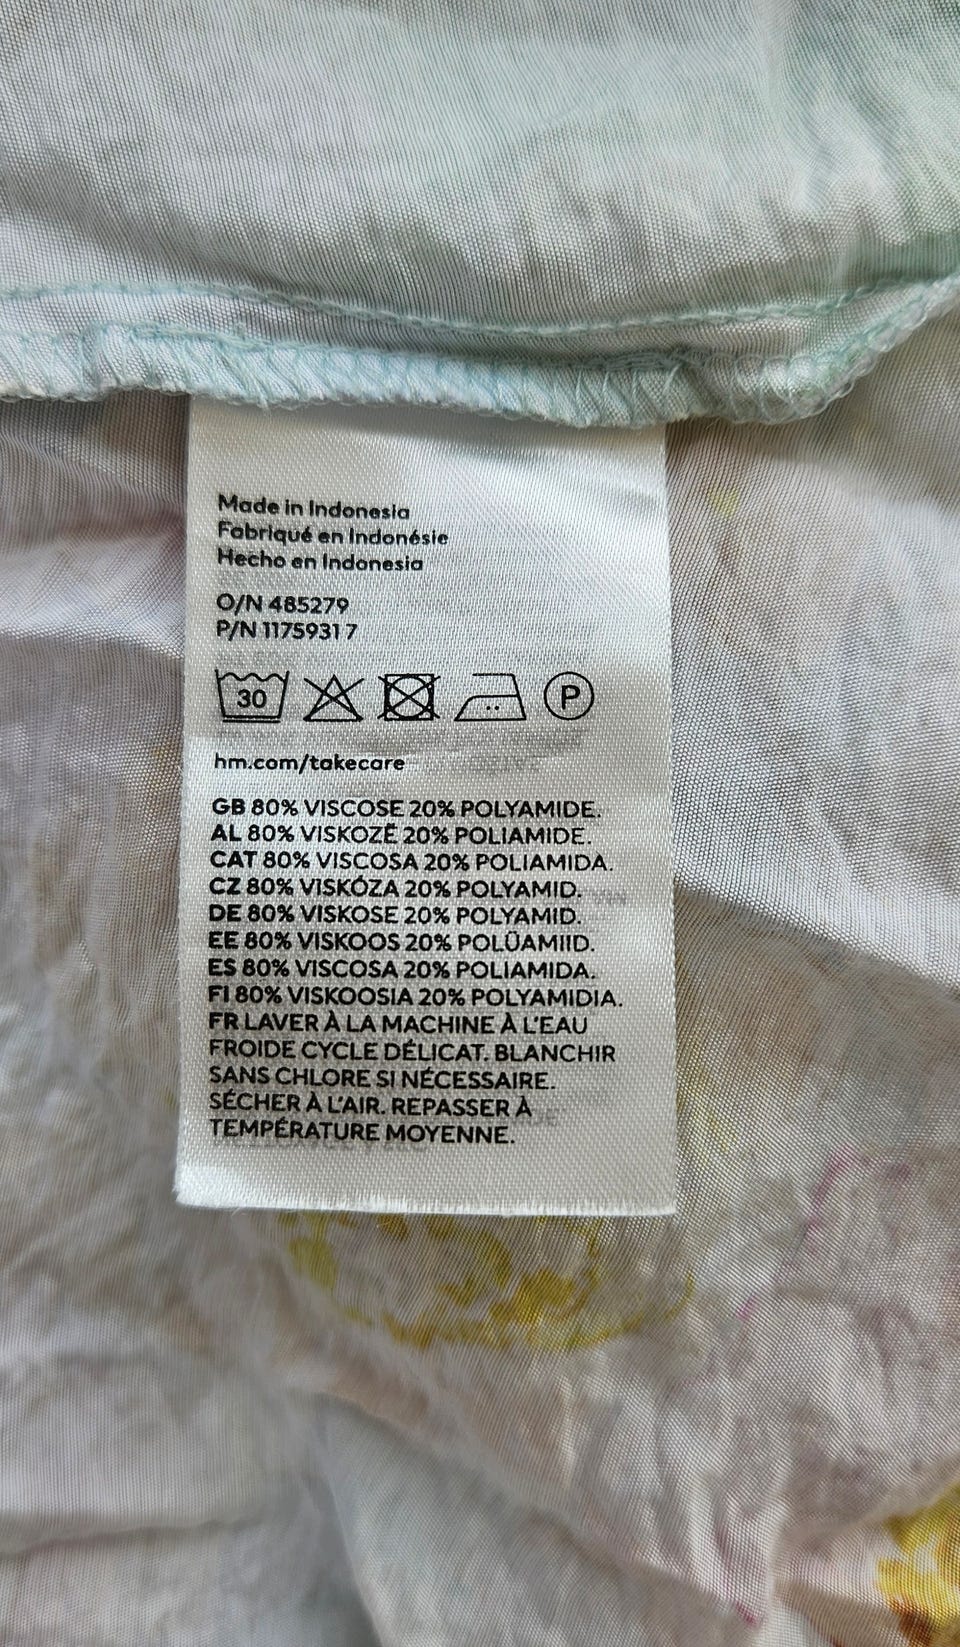 Made in Indonesia
Fabriqué en Indonésie
Hecho en Indonesia
O/N 485279
P/N 11759317
30 P
hm.com/takecare
GB 80% VISCOSE 20% POLYAMIDE.
AL 80% VISKOZË 20% POLIAMIDE.
CAT 80% VISCOSA 20% POLIAMIDA.
CZ 80% VISKÓZA 20% POLYAMID.
DE 80% VISKOSE 20% POLYAMID.
EE 80% VISKOOS 20% POLÜAMIID.
ES 80% VISCOSA 20% POLIAMIDA.
FI 80% VISKOOSIA 20% POLYAMIDIA.
FR LAVER À LA MACHINE À L'EAU
FROIDE CYCLE DÉLICAT. BLANCHIR
SANS CHLORE SI NÉCESSAIRE.
SÉCHER À L'AIR. REPASSER À
TEMPÉRATURE MOYENNE.